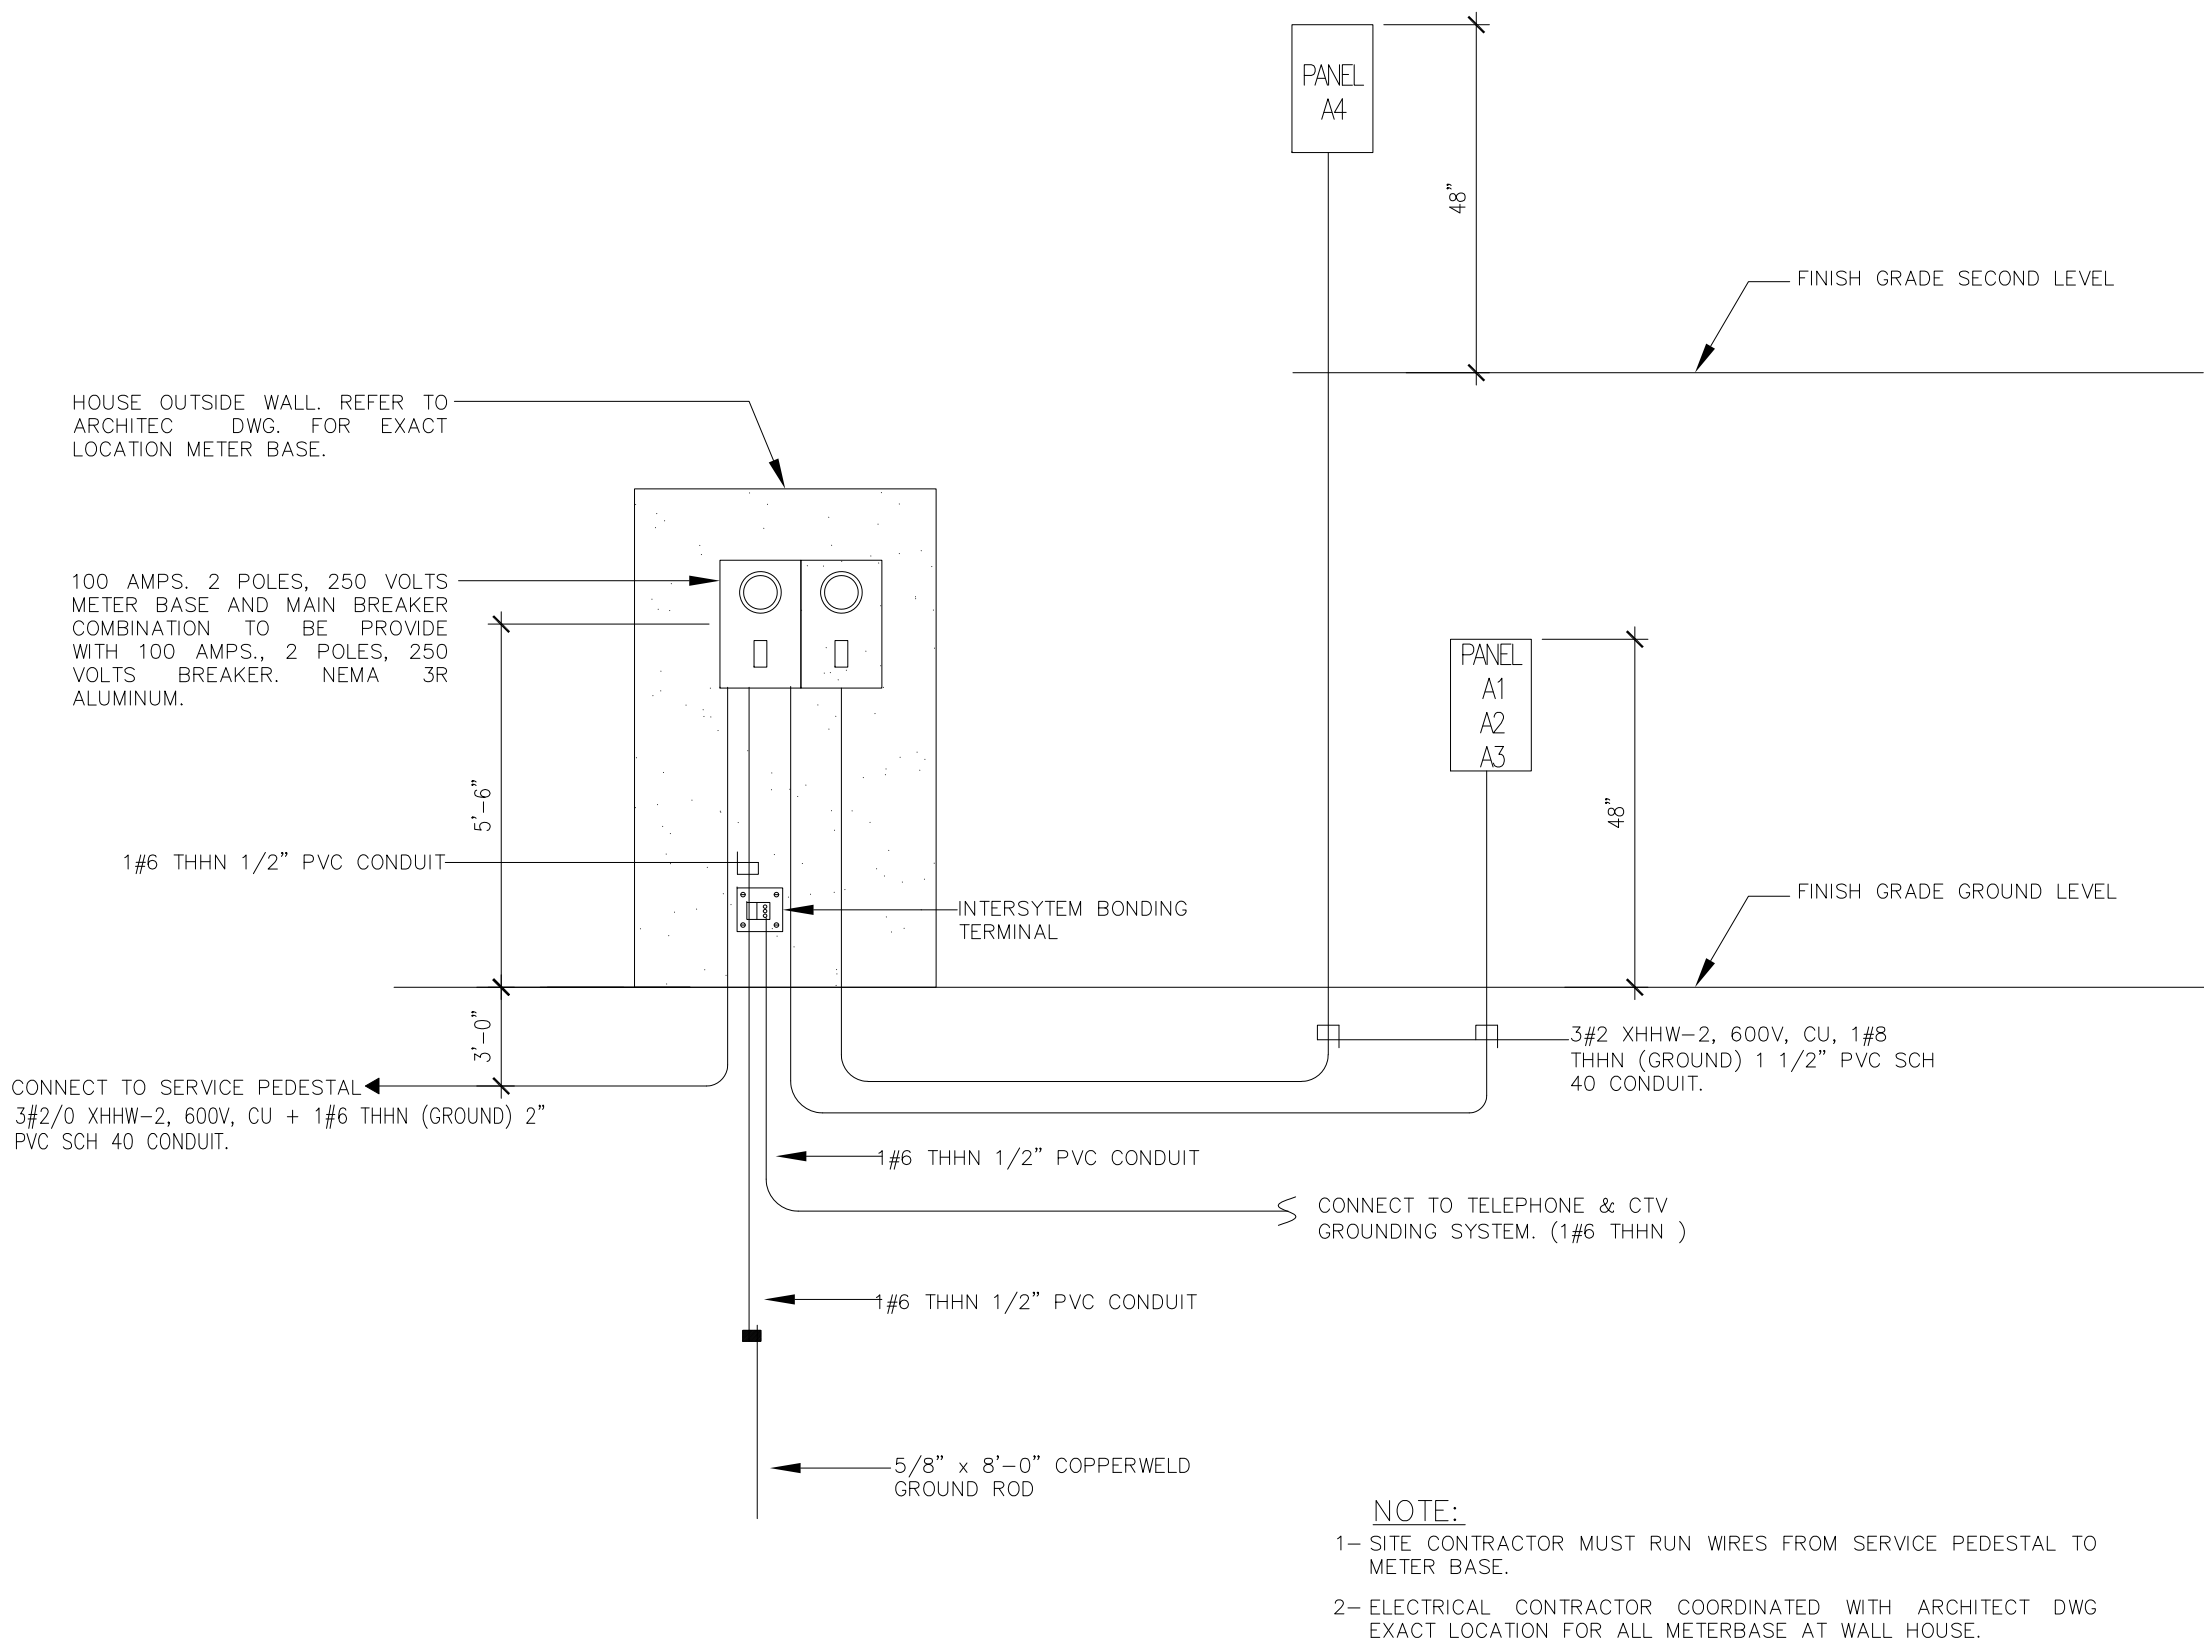 PANEL
A4
48"
FINISH GRADE SECOND LEVEL
HOUSE OUTSIDE WALL. REFER TO
ARCHITEC DWG. FOR EXACT
LOCATION METER BASE.
100 AMPS. 2 POLES, 250 VOLTS
METER BASE AND MAIN BREAKER
COMBINATION TO BE PROVIDE
WITH 100 AMPS., 2 POLES, 250
VOLTS BREAKER. NEMA 3R
ALUMINUM.
PANEL
A1
A2
A3
48"
5'-6"
1#6 THHN 1/2" PVC CONDUIT
INTERSYTEM BONDING
TERMINAL
FINISH GRADE GROUND LEVEL
3'-0"
3#2 XHHW-2, 600V, CU, 1#8
THHN (GROUND) 1 1/2" PVC SCH
40 CONDUIT.
CONNECT TO SERVICE PEDESTAL
3#2/0 XHHW-2, 600V, CU + 1#6 THHN (GROUND) 2"
PVC SCH 40 CONDUIT.
1#6 THHN 1/2" PVC CONDUIT
CONNECT TO TELEPHONE & CTV
GROUNDING SYSTEM. (1#6 THHN )
1#6 THHN 1/2" PVC CONDUIT
5/8" x 8'-0" COPPERWELD
GROUND ROD
NOTE:
1- SITE CONTRACTOR MUST RUN WIRES FROM SERVICE PEDESTAL TO
METER BASE.
2- ELECTRICAL CONTRACTOR COORDINATED WITH ARCHITECT DWG
EXACT LOCATION FOR ALL METERBASE AT WALL HOUSE.